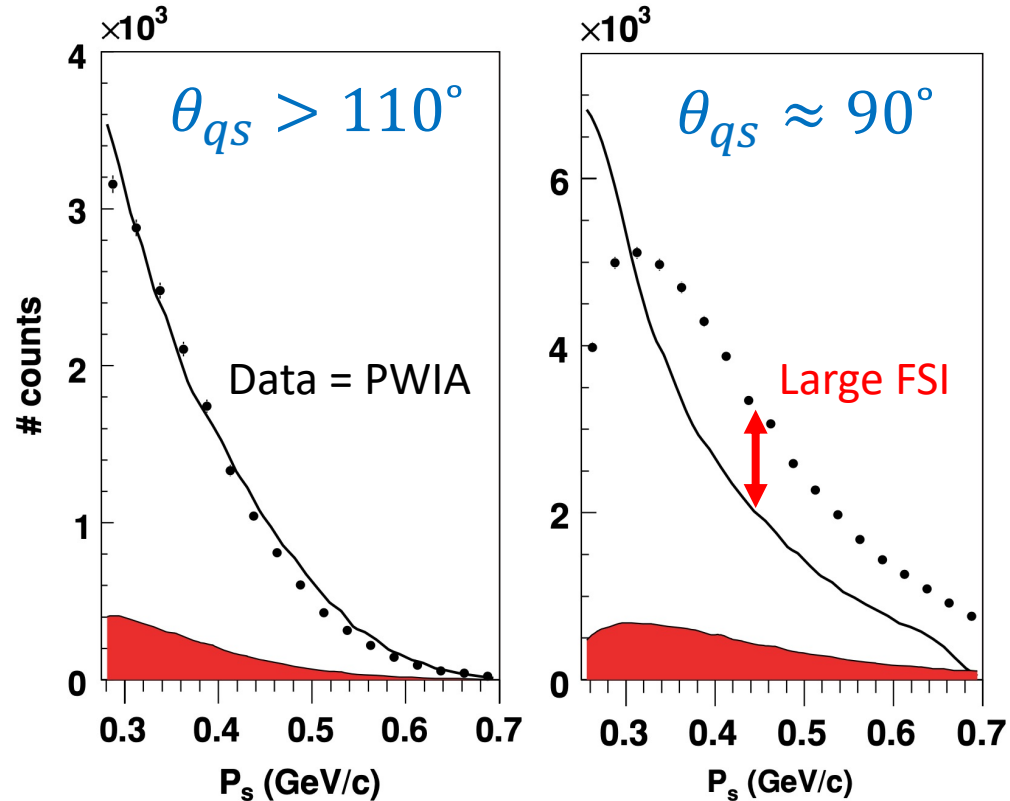 ×10³
4
3
2
1
0
# counts
θqs > 110°
Data = PWIA
0.3 0.4 0.5 0.6 0.7
Pₛ (GeV/c)
×10³
6
4
2
0
θqs ≈ 90°
Large FSI
0.3 0.4 0.5 0.6 0.7
Pₛ (GeV/c)